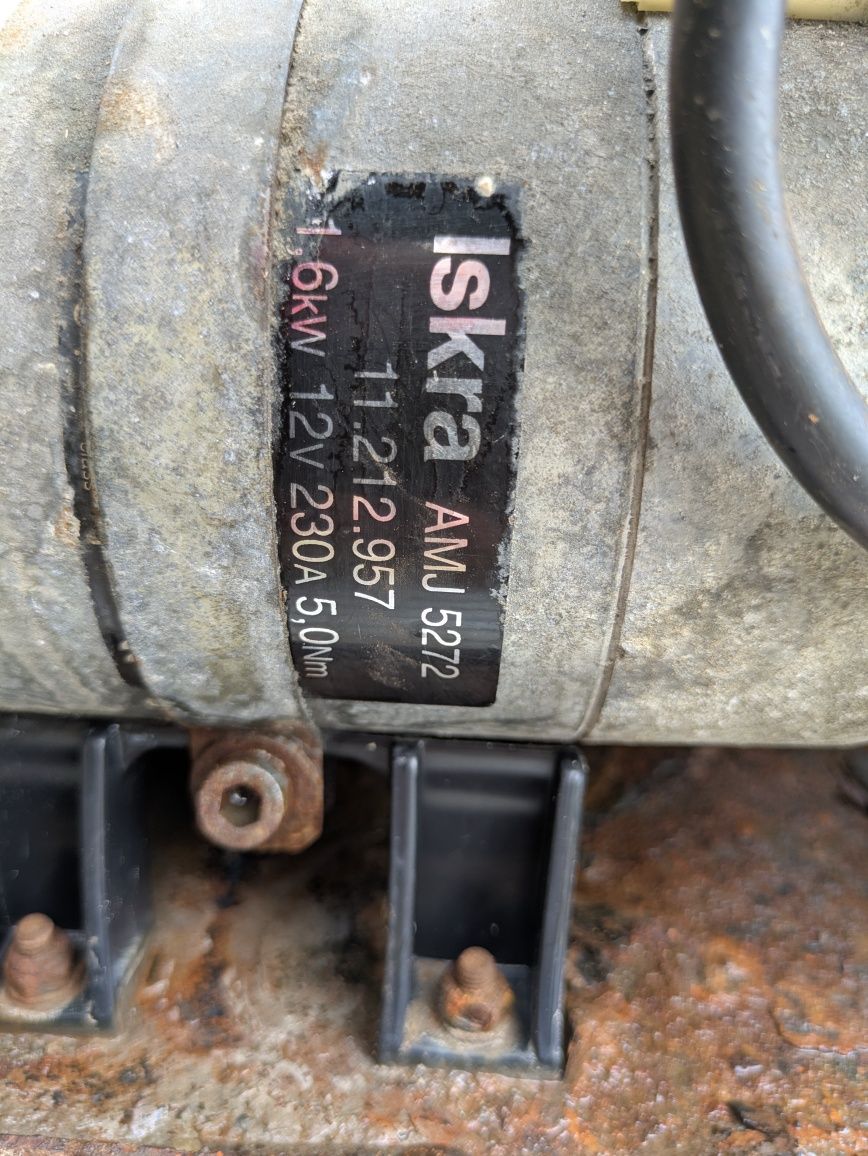 Iskra AMJ 5272
11.212.957
1,6kW 12V 230A 5,0Nm